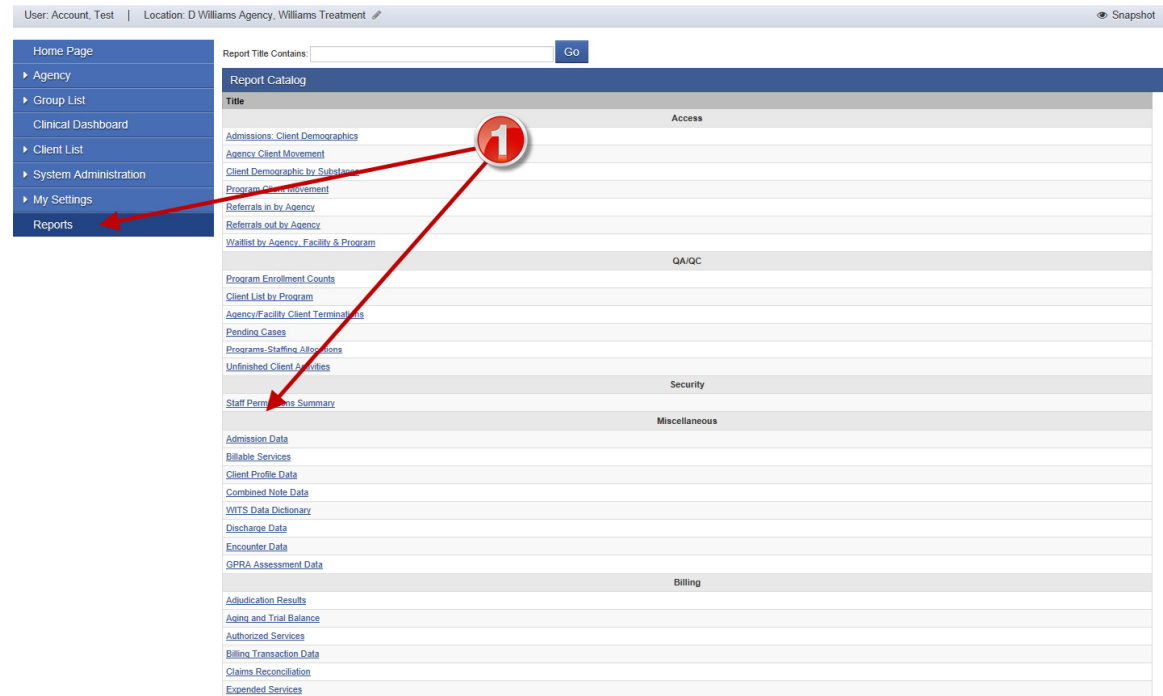 User: Account, Test | Location: D Williams Agency, Williams Treatment
Snapshot
Home Page
Agency
Group List
Clinical Dashboard
Client List
System Administration
My Settings
Reports
Report Title Contains:
Go
Report Catalog
Title
Access
1
Admissions: Client Demographics
Agency Client Movement
Client Demographic by Substance
Program Client Movement
Referrals in by Agency
Referrals out by Agency
Waitlist by Agency, Facility & Program
QA/QC
Program Enrollment Counts
Client List by Program
Agency/Facility Client Terminations
Pending Cases
Programs-Staffing Allocations
Unfinished Client Activities
Security
Staff Permissions Summary
Miscellaneous
Admission Data
Billable Services
Client Profile Data
Combined Note Data
WITS Data Dictionary
Discharge Data
Encounter Data
GPRA Assessment Data
Billing
Adjudication Results
Aging and Trial Balance
Authorized Services
Billing Transaction Data
Claims Reconciliation
Expended Services